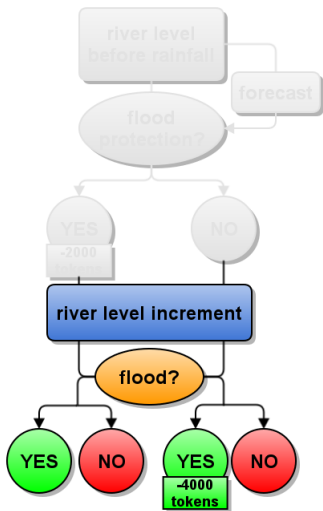 river level
before rainfall
forecast
flood
protection?
YES
-2000
tokens
NO
river level increment
flood?
YES
NO
YES
-4000
tokens
NO